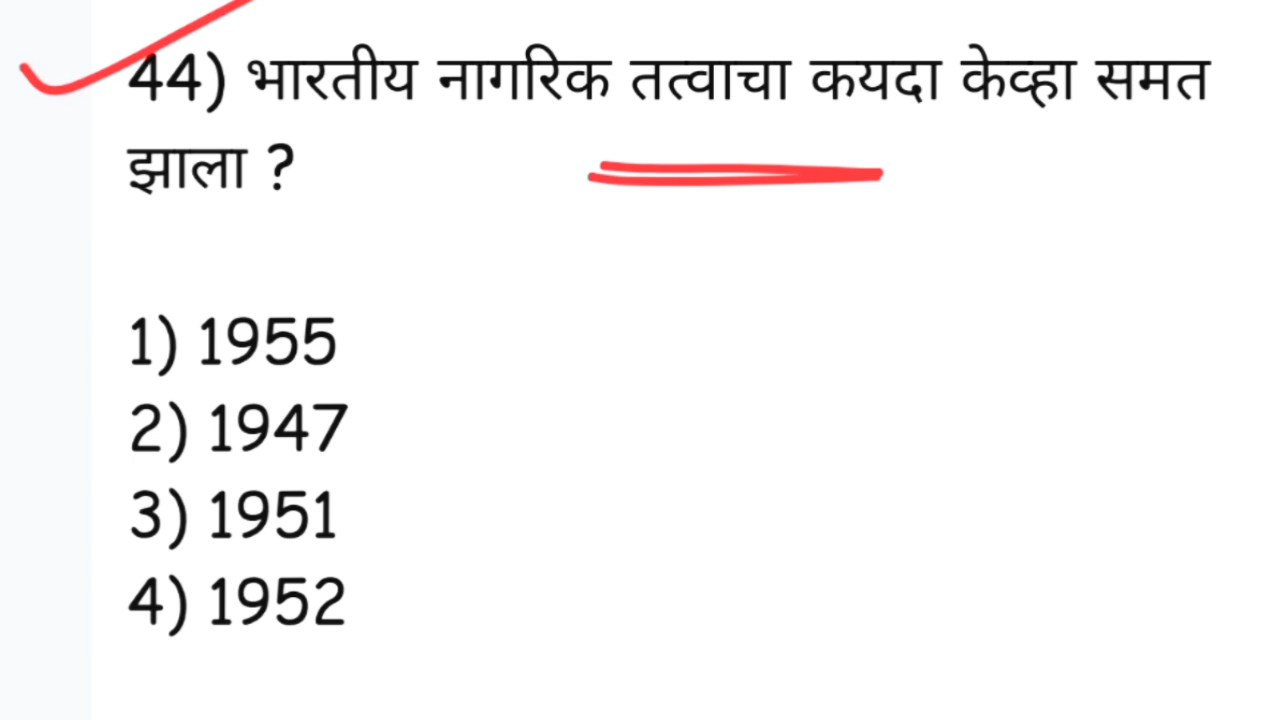 44) भारतीय नागरिक तत्वाचा कयदा केव्हा समत
झाला ?
1) 1955
2) 1947
3) 1951
4) 1952